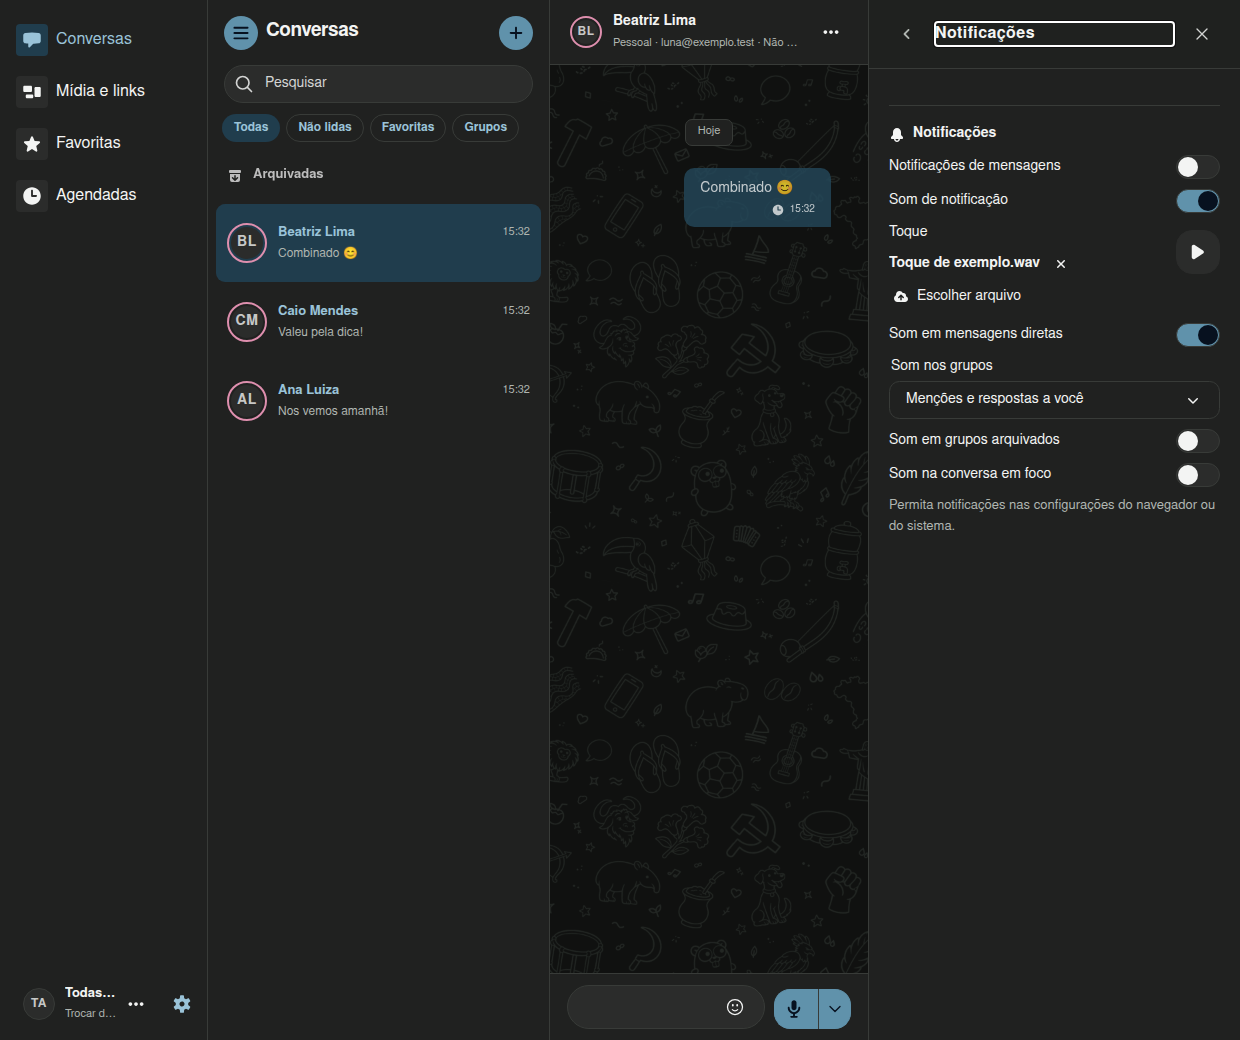 Conversas
Mídia e links
Favoritas
Agendadas
TA
Todas...
Trocar d...
Conversas
Pesquisar
Todas
Não lidas
Favoritas
Grupos
Arquivadas
BL
Beatriz Lima
15:32
Combinado 😊
CM
Caio Mendes
15:32
Valeu pela dica!
AL
Ana Luiza
15:32
Nos vemos amanhã!
BL
Beatriz Lima
Pessoal · luna@exemplo.test · Não ...
Hoje
Combinado 😊
15:32
Notificações
Notificações
Notificações de mensagens
Som de notificação
Toque
Toque de exemplo.wav
Escolher arquivo
Som em mensagens diretas
Som nos grupos
Menções e respostas a você
Som em grupos arquivados
Som na conversa em foco
Permita notificações nas configurações do navegador ou
do sistema.